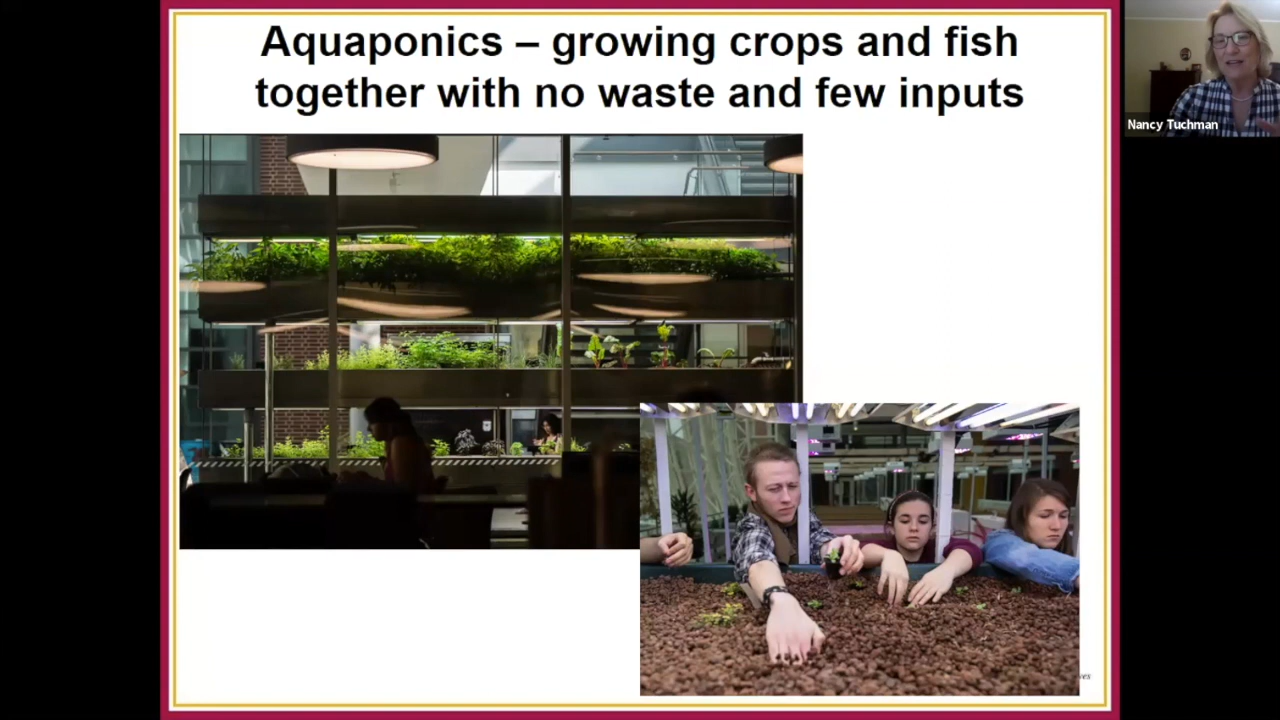 Aquaponics – growing crops and fish
together with no waste and few inputs
Nancy Tuchman